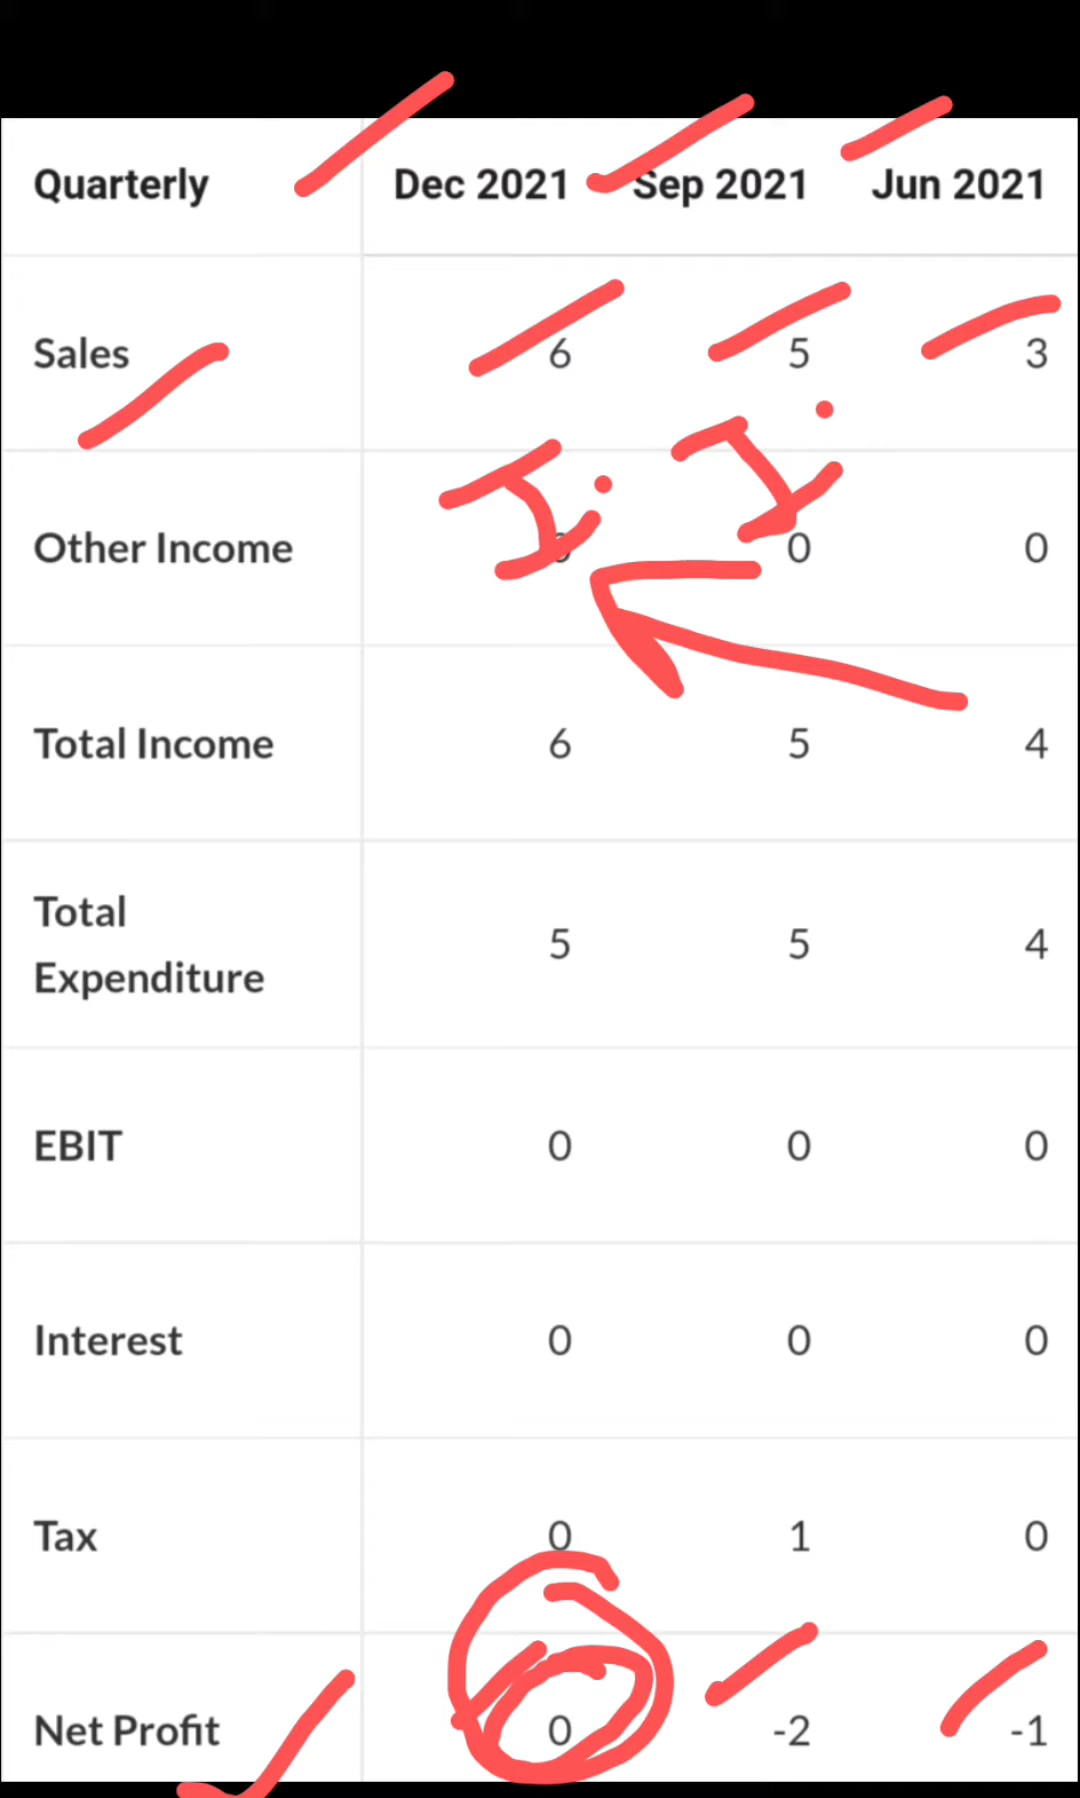 Quarterly Dec 2021 Sep 2021 Jun 2021
Sales 6 5 3
Other Income 0 0
Total Income 6 5 4
Total
Expenditure 5 5 4
EBIT 0 0 0
Interest 0 0 0
Tax 0 1 0
Net Profit 0 -2 -1